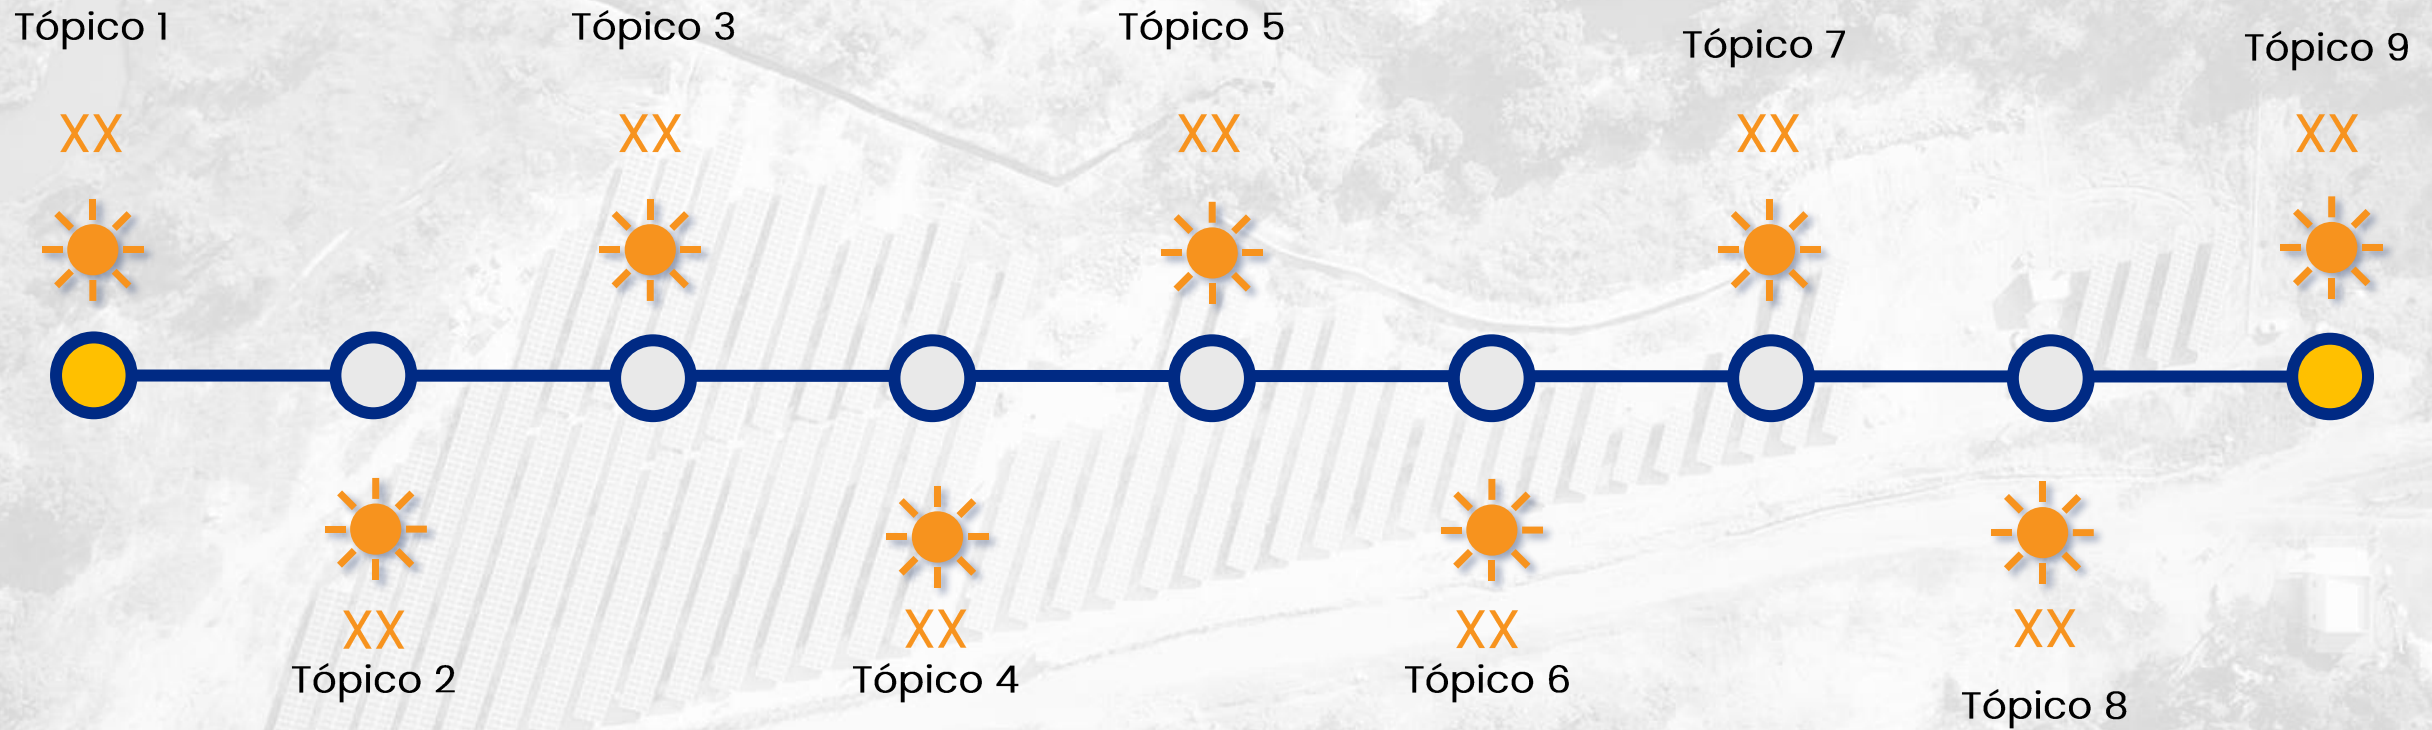 Tópico 1
XX
Tópico 2
XX
Tópico 3
XX
Tópico 4
XX
Tópico 5
XX
Tópico 6
XX
Tópico 7
XX
Tópico 8
XX
Tópico 9
XX